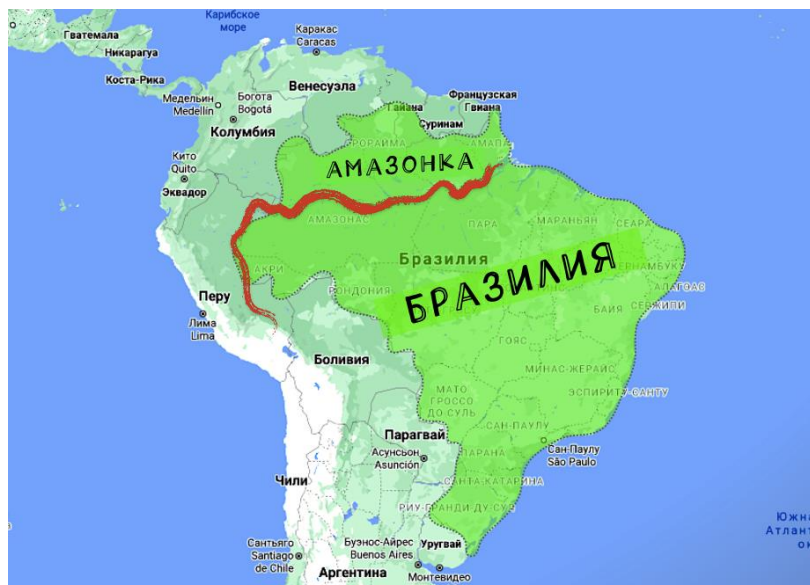 Карибское
море
Гватемала
Никарагуа
Коста-Рика
Каракас
Caracas
Венесуэла
Медельин
Medellín
Богота
Bogotá
Колумбия
Французская
Гвиана
Гайана
Суринам
РОРАЙМА
АМАПА
АМАЗОНКА
Кито
Quito
Эквадор
АМАЗОНАС
ПАРА
МАРАНЬЯН
СЕАРА
Бразилия
БРАЗИЛИЯ
АКРИ
РОНДОНИЯ
АЛАГОАС
СЕРЖИПИ
БАИЯ
Перу
Лима
Lima
Боливия
ГОЯС
МИНАС-ЖЕРАЙС
ЭСПИРИТУ-САНТУ
МАТО
ГРОССО
ДО СУЛЬ
САН-ПАУЛУ
Сан-Паулу
São Paulo
Парагвай
Асунсьон
Asunción
ПАРАНА
САНТА-КАТАРИНА
Чили
РИУ-ГРАНДИ-ДУ-СУЛ
Сантьяго
Santiago
de Chile
Буэнос-Айрес
Buenos Aires
Уругвай
Аргентина
Монтевидео